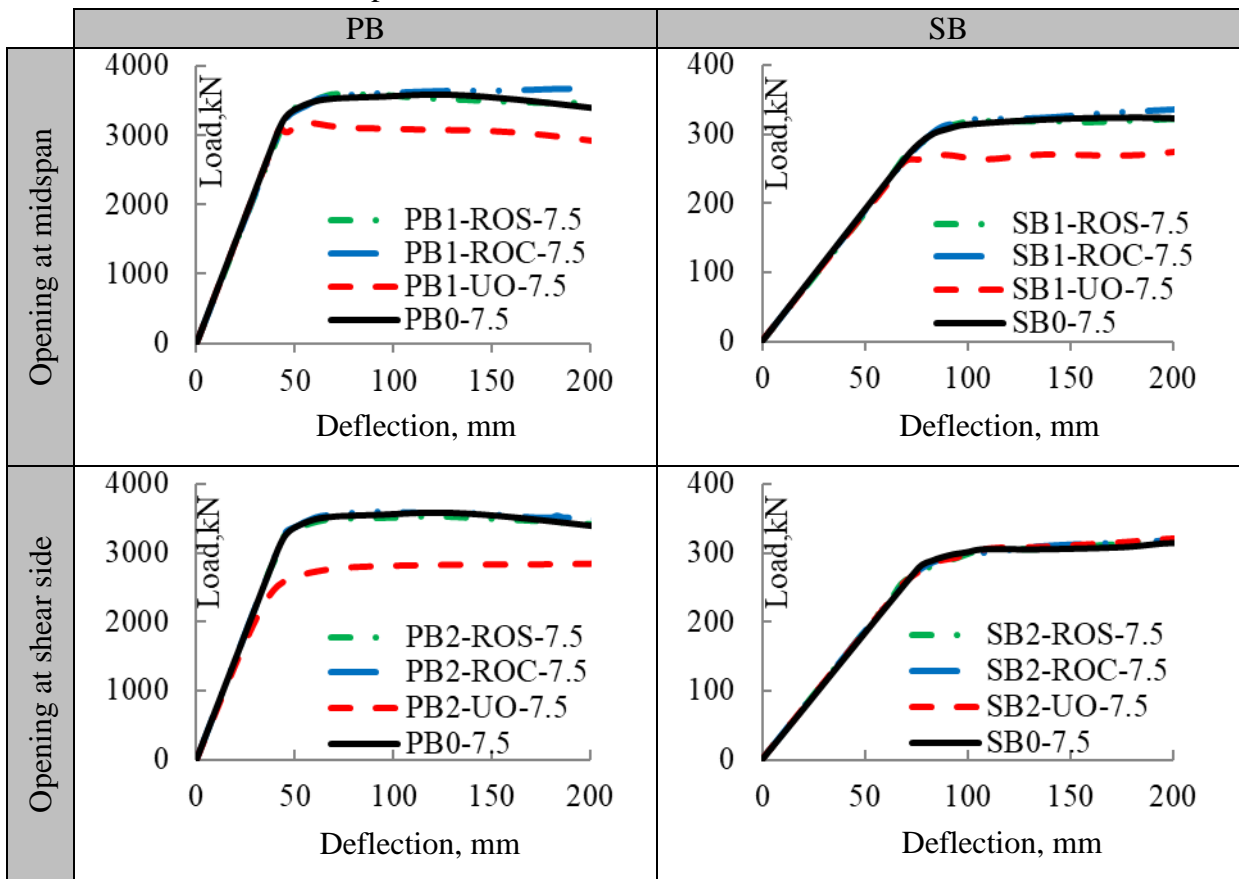 PB
SB
Opening at midspan
4000
3000
2000
1000
0
Load,kN
PB1-ROS-7.5
PB1-ROC-7.5
PB1-UO-7.5
PB0-7.5
0 50 100 150 200
Deflection, mm
400
300
200
100
0
Load,kN
SB1-ROS-7.5
SB1-ROC-7.5
SB1-UO-7.5
SB0-7.5
0 50 100 150 200
Deflection, mm
Opening at shear side
4000
3000
2000
1000
0
Load,kN
PB2-ROS-7.5
PB2-ROC-7.5
PB2-UO-7.5
PB0-7.5
0 50 100 150 200
Deflection, mm
400
300
200
100
0
Load,kN
SB2-ROS-7.5
SB2-ROC-7.5
SB2-UO-7.5
SB0-7.5
0 50 100 150 200
Deflection, mm